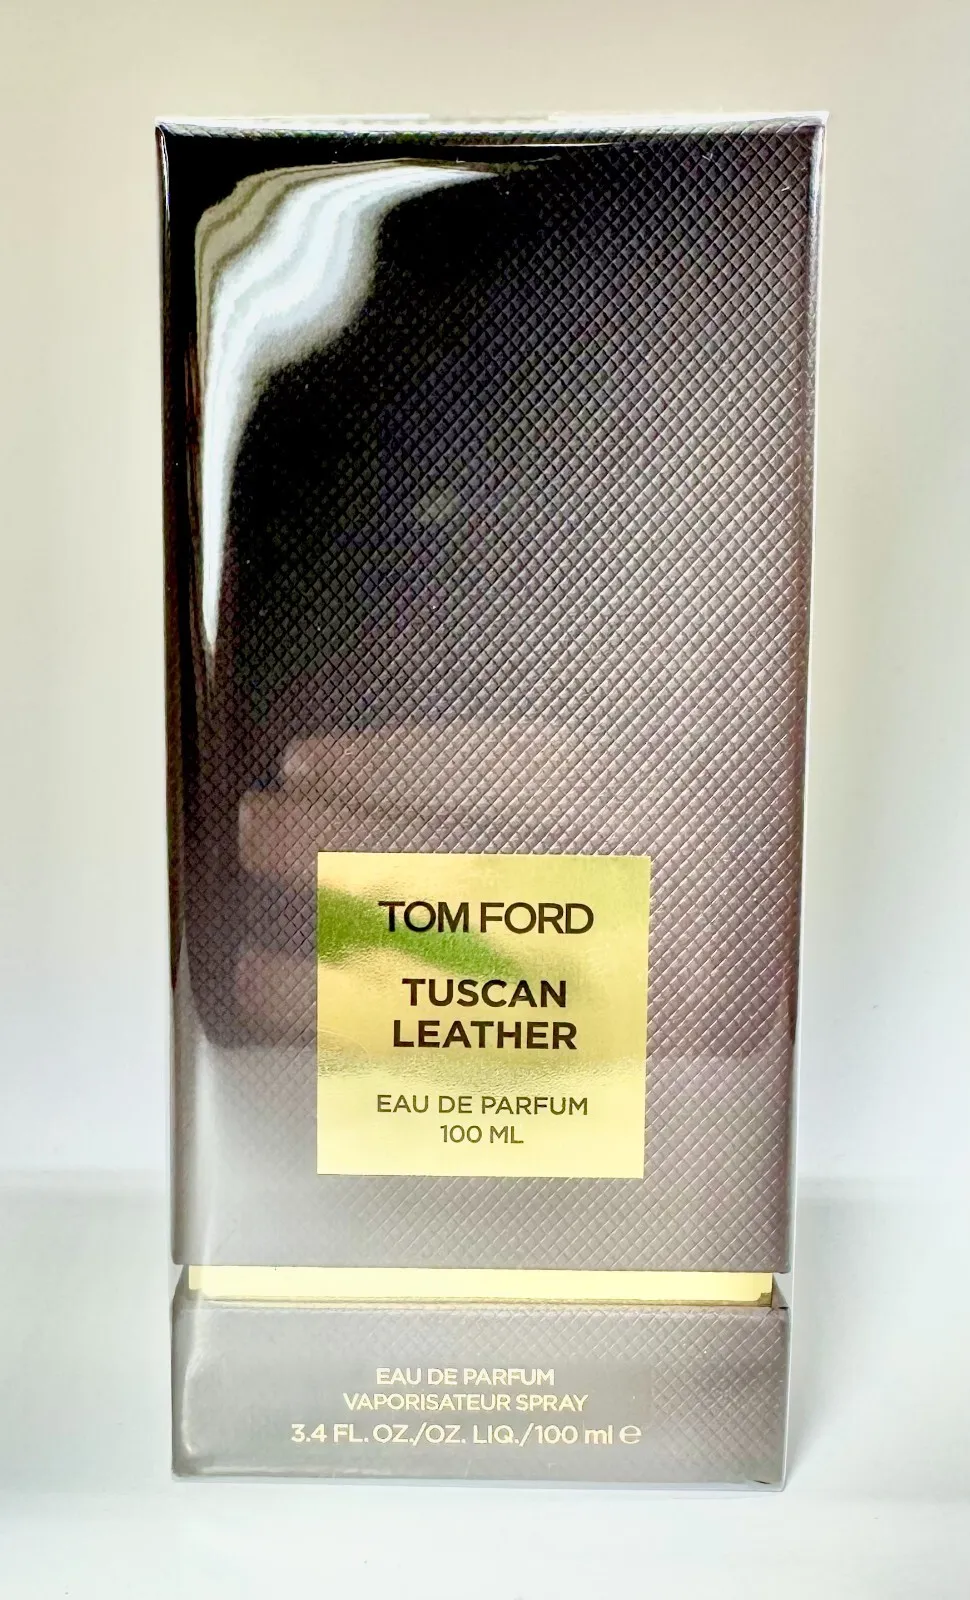 TOM FORD
TUSCAN
LEATHER
EAU DE PARFUM
100 ML
EAU DE PARFUM
VAPORISATEUR SPRAY
3.4 FL. OZ./OZ. LIQ./100 ml ℮